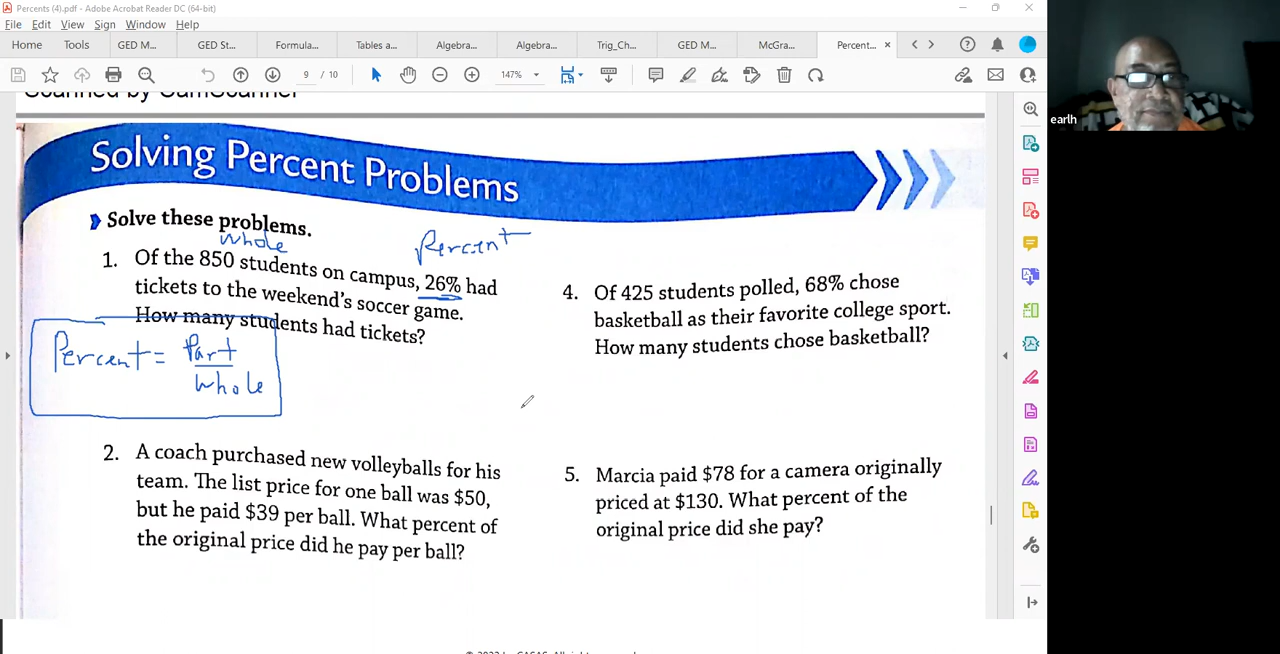 Percents (4).pdf - Adobe Acrobat Reader DC (64-bit)
File Edit View Sign Window Help
Home Tools GED M... GED St... Formula... Tables a... Algebra... Algebra... Trig_Ch... GED M... McGra... Percent... ×
9 / 10 147%
Scanned by CamScanner
earlh
Solving Percent Problems
Solve these problems.
whole Percent
1. Of the 850 students on campus, 26% had
tickets to the weekend's soccer game.
How many students had tickets?
Percent = Part
whole
2. A coach purchased new volleyballs for his
team. The list price for one ball was $50,
but he paid $39 per ball. What percent of
the original price did he pay per ball?
4. Of 425 students polled, 68% chose
basketball as their favorite college sport.
How many students chose basketball?
5. Marcia paid $78 for a camera originally
priced at $130. What percent of the
original price did she pay?